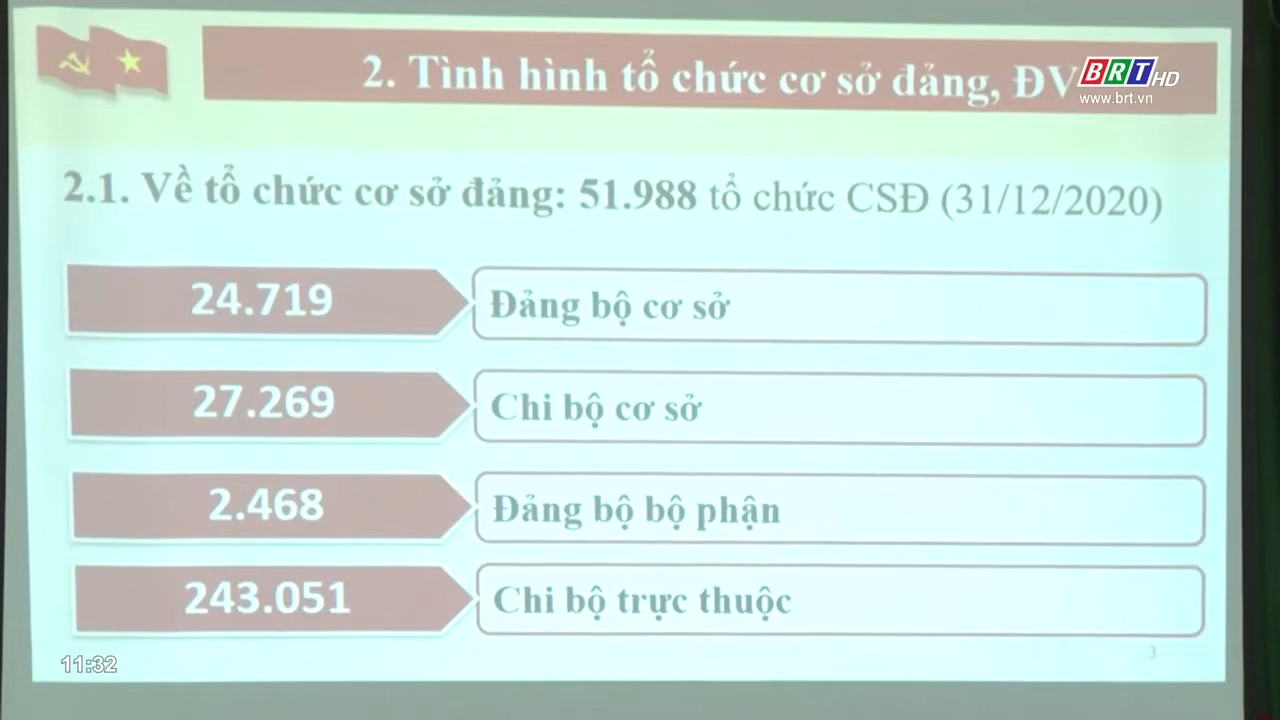 2. Tình hình tổ chức cơ sở đảng, ĐV
BRT HD
www.brt.vn
2.1. Về tổ chức cơ sở đảng: 51.988 tổ chức CSĐ (31/12/2020)
24.719 Đảng bộ cơ sở
27.269 Chi bộ cơ sở
2.468 Đảng bộ bộ phận
243.051 Chi bộ trực thuộc
3
11:32